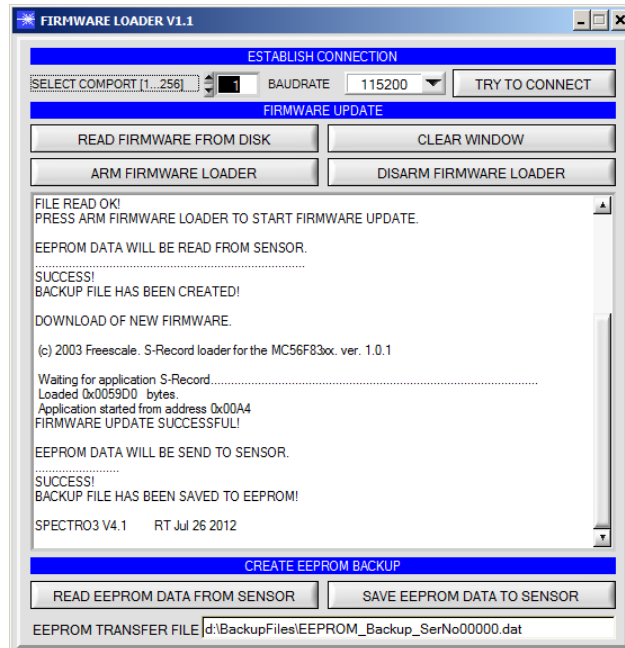 FIRMWARE LOADER V1.1
ESTABLISH CONNECTION
SELECT COMPORT [1...256] 1 BAUDRATE 115200 TRY TO CONNECT
FIRMWARE UPDATE
READ FIRMWARE FROM DISK CLEAR WINDOW
ARM FIRMWARE LOADER DISARM FIRMWARE LOADER
FILE READ OK!
PRESS ARM FIRMWARE LOADER TO START FIRMWARE UPDATE.
EEPROM DATA WILL BE READ FROM SENSOR.
................................................................................
SUCCESS!
BACKUP FILE HAS BEEN CREATED!
DOWNLOAD OF NEW FIRMWARE.
(c) 2003 Freescale. S-Record loader for the MC56F83xx. ver. 1.0.1
Waiting for application S-Record................................................................................................
Loaded 0x0059D0 bytes.
Application started from address 0x00A4
FIRMWARE UPDATE SUCCESSFUL!
EEPROM DATA WILL BE SEND TO SENSOR.
.........................
SUCCESS!
BACKUP FILE HAS BEEN SAVED TO EEPROM!
SPECTRO3 V4.1 RT Jul 26 2012
CREATE EEPROM BACKUP
READ EEPROM DATA FROM SENSOR SAVE EEPROM DATA TO SENSOR
EEPROM TRANSFER FILE d:\BackupFiles\EEPROM_Backup_SerNo00000.dat